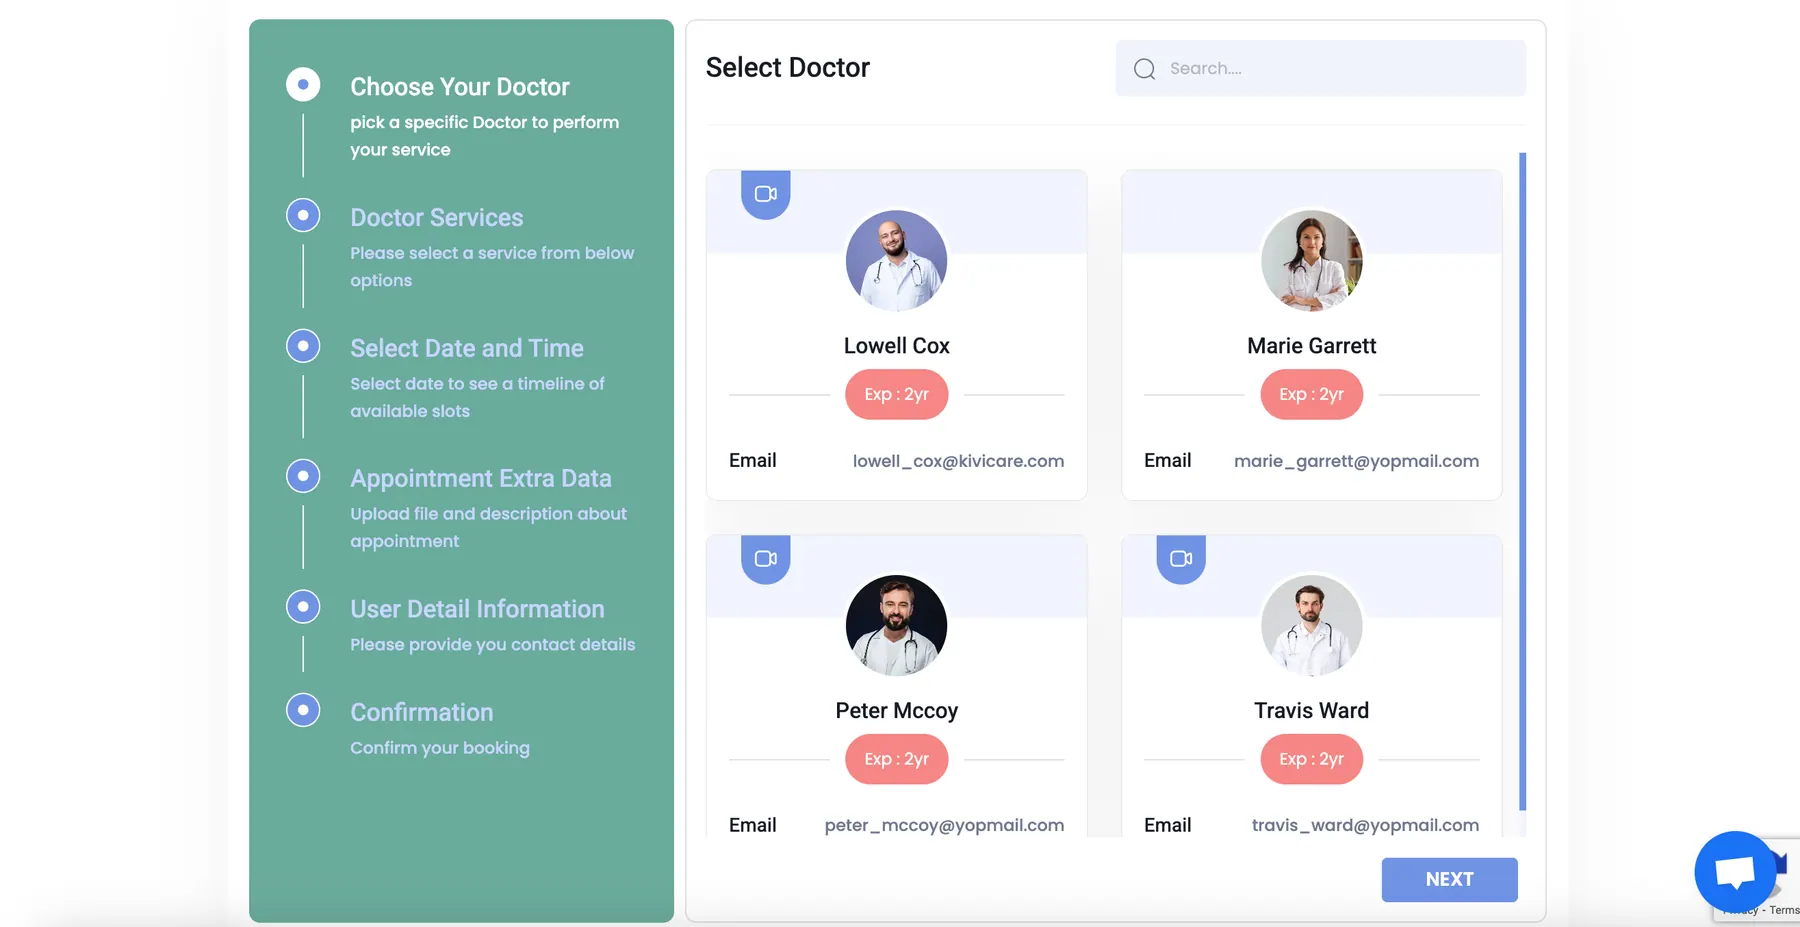 Choose Your Doctor
pick a specific Doctor to perform
your service
Doctor Services
Please select a service from below
options
Select Date and Time
Select date to see a timeline of
available slots
Appointment Extra Data
Upload file and description about
appointment
User Detail Information
Please provide you contact details
Confirmation
Confirm your booking
Select Doctor
Search....
Lowell Cox
Exp : 2yr
Email lowell_cox@kivicare.com
Marie Garrett
Exp : 2yr
Email marie_garrett@yopmail.com
Peter Mccoy
Exp : 2yr
Email peter_mccoy@yopmail.com
Travis Ward
Exp : 2yr
Email travis_ward@yopmail.com
NEXT
Privacy - Terms